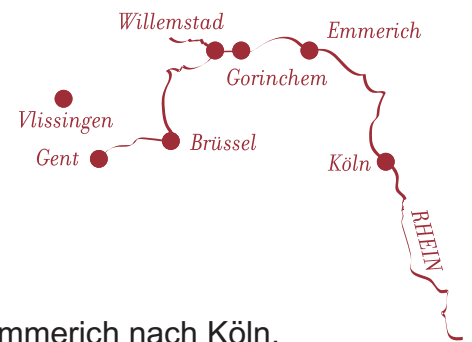 Willemstad
Emmerich
Gorinchem
Vlissingen
Brüssel
Gent
Köln
RHEIN
mmerich nach Köln.